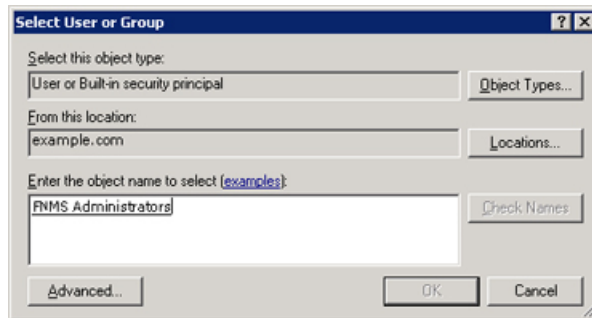 Select User or Group
Select this object type:
User or Built-in security principal
Object Types...
From this location:
example.com
Locations...
Enter the object name to select (examples):
FNMS Administrators
Check Names
Advanced...
OK
Cancel